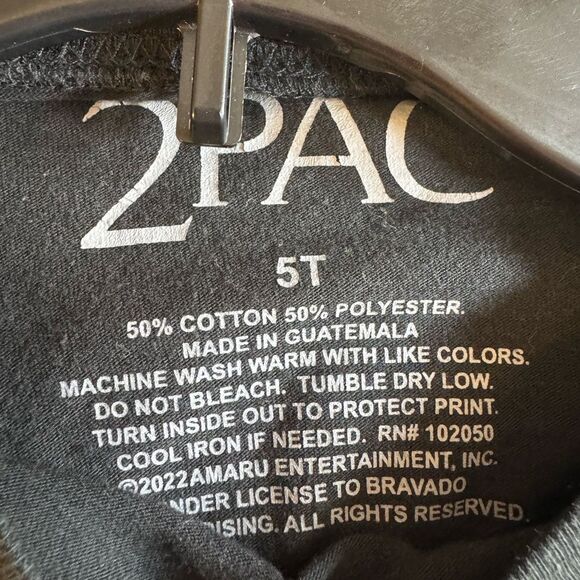 2PAC
5T
50% COTTON 50% POLYESTER.
MADE IN GUATEMALA
MACHINE WASH WARM WITH LIKE COLORS.
DO NOT BLEACH. TUMBLE DRY LOW.
TURN INSIDE OUT TO PROTECT PRINT.
COOL IRON IF NEEDED. RN# 102050
©2022AMARU ENTERTAINMENT, INC.
NDER LICENSE TO BRAVADO
RISING. ALL RIGHTS RESERVED